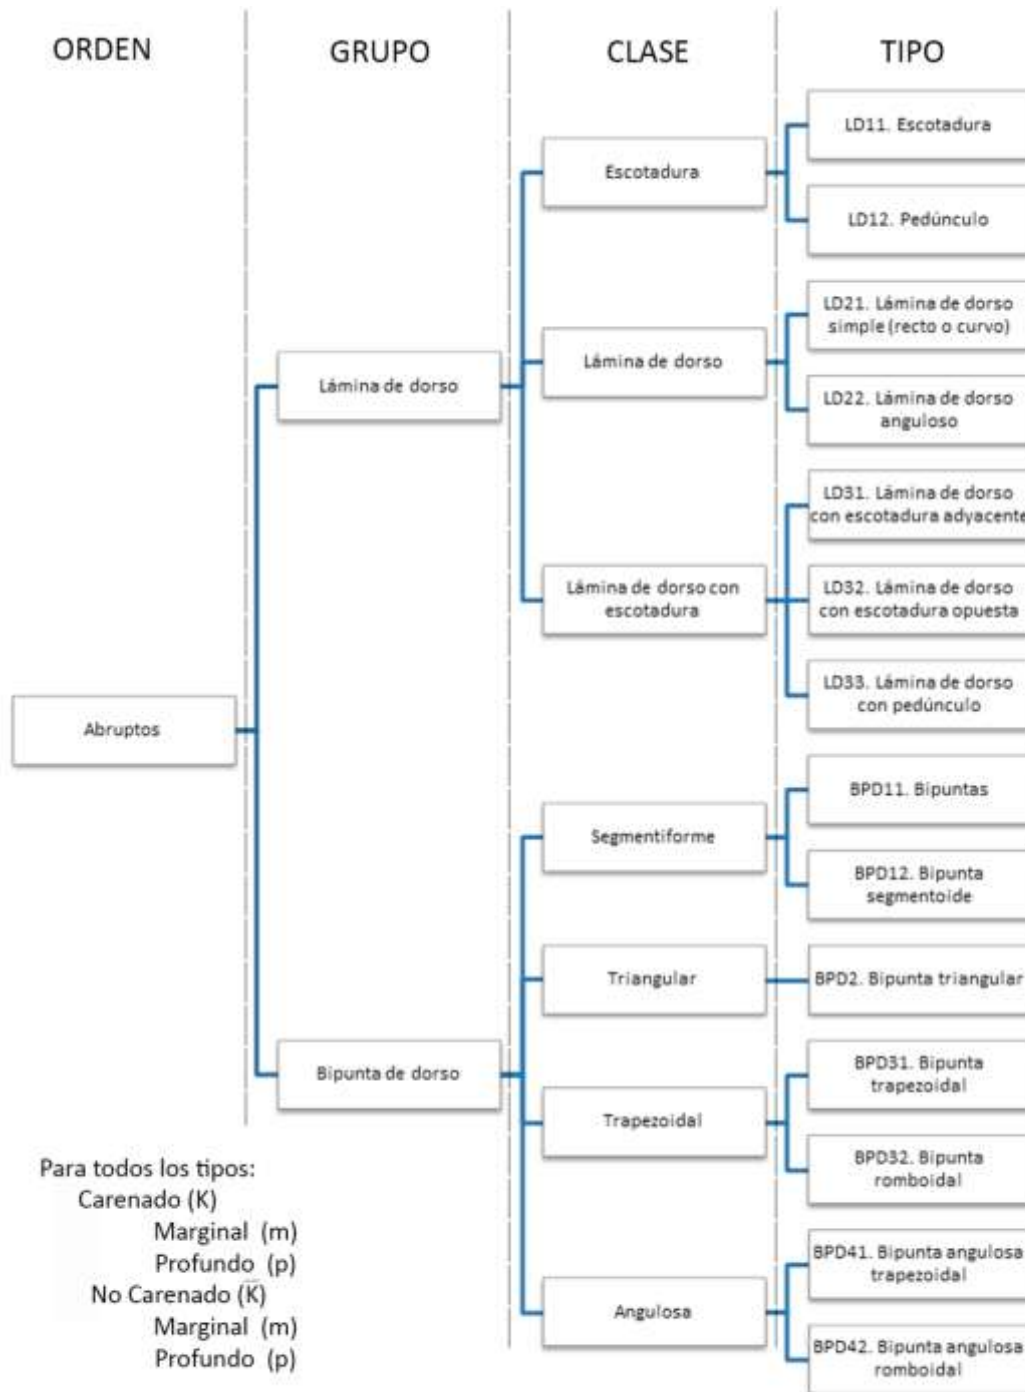 ORDEN
GRUPO
CLASE
TIPO
Abruptos
Lámina de dorso
Escotadura
LD11. Escotadura
LD12. Pedúnculo
Lámina de dorso
LD21. Lámina de dorso
simple (recto o curvo)
LD22. Lámina de dorso
anguloso
Lámina de dorso con
escotadura
LD31. Lámina de dorso
con escotadura adyacente
LD32. Lámina de dorso
con escotadura opuesta
LD33. Lámina de dorso
con pedúnculo
Bipunta de dorso
Segmentiforme
BPD11. Bipuntas
BPD12. Bipunta
segmentoide
Triangular
BPD2. Bipunta triangular
Trapezoidal
BPD31. Bipunta
trapezoidal
BPD32. Bipunta
romboidal
Angulosa
BPD41. Bipunta angulosa
trapezoidal
BPD42. Bipunta angulosa
romboidal
Para todos los tipos:
Carenado (K)
Marginal (m)
Profundo (p)
No Carenado (K̅)
Marginal (m)
Profundo (p)